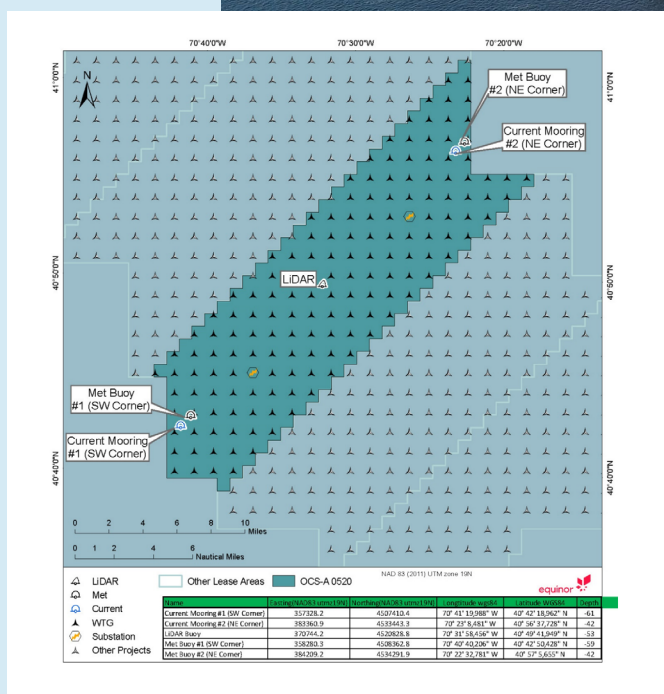 70°40'0"W 70°30'0"W 70°20'0"W
41°0'0"N
41°0'0"N
N
Met Buoy
#2 (NE Corner)
Current Mooring
#2 (NE Corner)
40°50'0"N
LiDAR
40°50'0"N
Met Buoy
#1 (SW Corner)
Current Mooring
#1 (SW Corner)
40°40'0"N
40°40'0"N
0 2 4 6 8 10
Miles
0 1 2 4 6
Nautical Miles
NAD 83 (2011) UTM zone 19N
LiDAR
Met
Current
WTG
Substation
Other Projects
Other Lease Areas
OCS-A 0520
equinor
Name Easting(NAD83 utmz19N) Northing(NAD83 utmz19N) Longitude wgs84 Latitude WGS84 Depth
Current Mooring #1 (SW Corner) 357328.2 4507410.4 70° 41' 19,988" W 40° 42' 18,962" N -61
Current Mooring #2 (NE Corner) 383360.9 4533443.3 70° 23' 8,481" W 40° 56' 37,728" N -42
LiDAR Buoy 370744.2 4520828.8 70° 31' 58,456" W 40° 49' 41,949" N -53
Met Buoy #1 (SW Corner) 358280.3 4508362.8 70° 40' 40,206" W 40° 42' 50,428" N -59
Met Buoy #2 (NE Corner) 384209.2 4534291.9 70° 22' 32,781" W 40° 57' 5,655" N -42